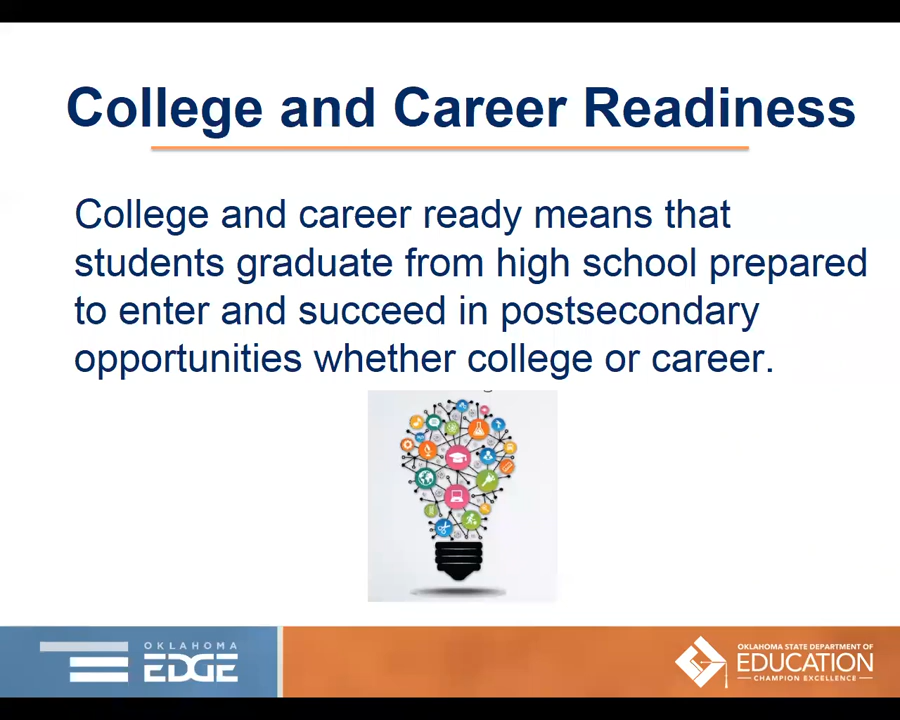 College and Career Readiness
College and career ready means that
students graduate from high school prepared
to enter and succeed in postsecondary
opportunities whether college or career.
OKLAHOMA
EDGE
OKLAHOMA STATE DEPARTMENT OF
EDUCATION
CHAMPION EXCELLENCE